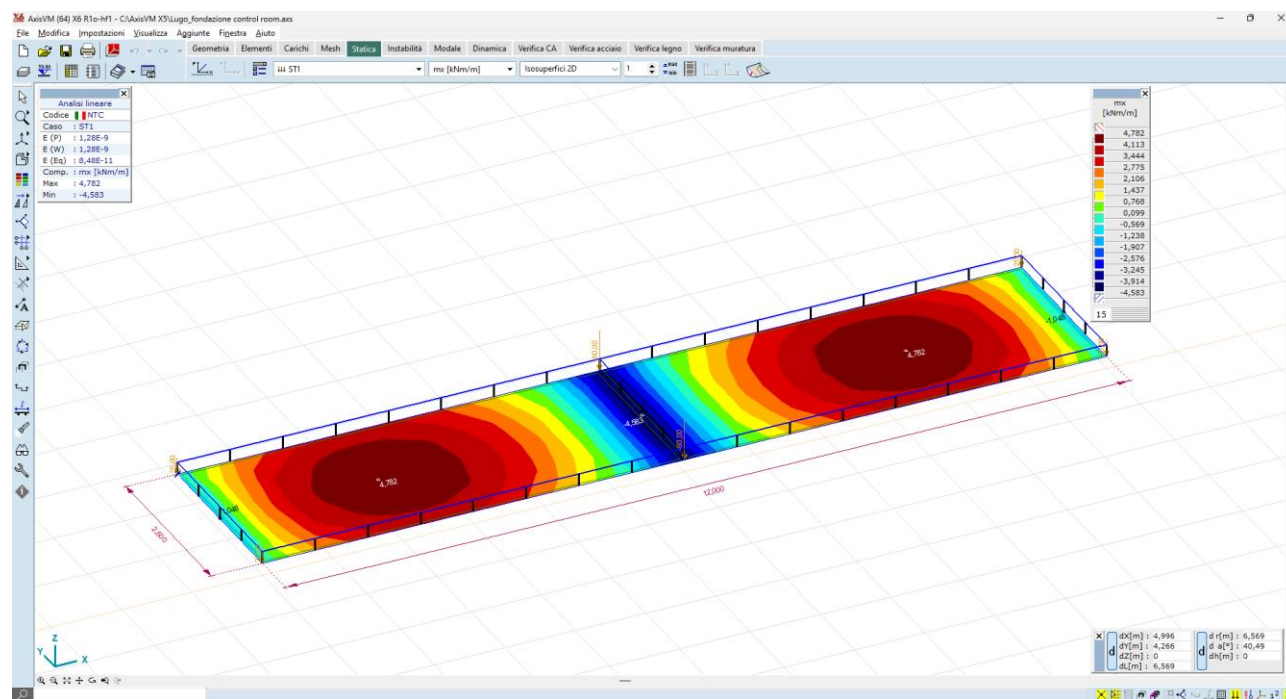 AxisVM (64) X6 R1o-hf1 - C:\AxisVM X5\Lugo_fondazione control room.axs
File Modifica Impostazioni Visualizza Aggiunte Finestra Aiuto
Geometria Elementi Carichi Mesh Statica Instabilità Modale Dinamica Verifica CA Verifica acciaio Verifica legno Verifica muratura
ST1 mx [kNm/m] Isosuperfici 2D 1
Analisi lineare
Codice NTC
Caso : ST1
E (P) : 1,28E-9
E (W) : 1,28E-9
E (Eq) : 8,48E-11
Comp. : mx [kNm/m]
Max : 4,782
Min : -4,583
mx
[kNm/m]
4,782
4,113
3,444
2,775
2,106
1,437
0,768
0,099
-0,569
-1,238
-1,907
-2,576
-3,245
-3,914
-4,583
15
-1,046
4,782
-4,583
4,782
12,000
2,500
Z
Y
X
dX[m] : 4,996
dY[m] : 4,266
dZ[m] : 0
dL[m] : 6,569
d
d r[m] : 6,569
d a[°] : 40,49
dh[m] : 0
d